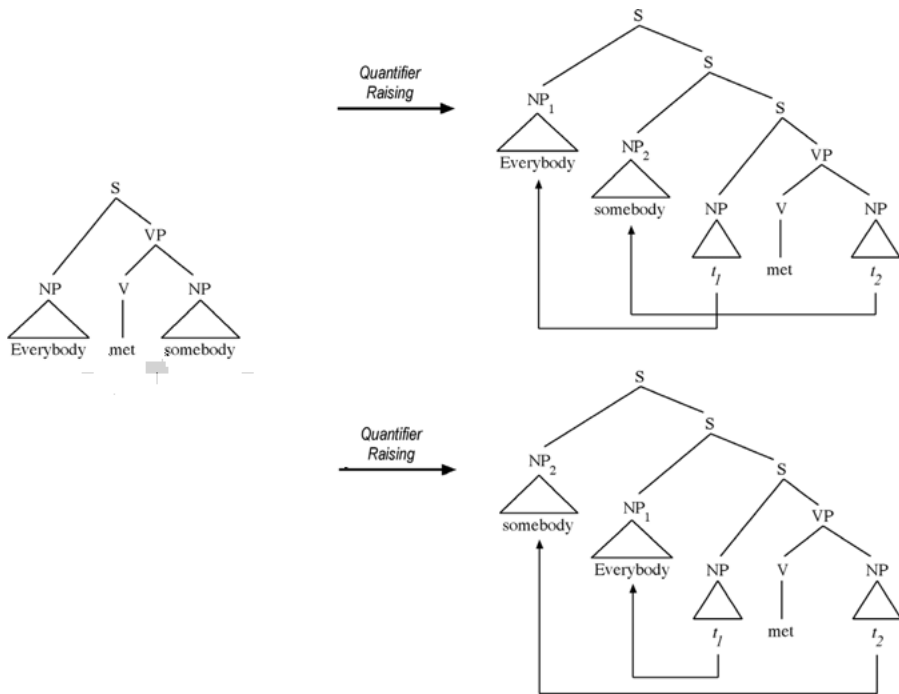 S
VP
NP V NP
Everybody met somebody
Quantifier
Raising
S
S
NP1
S
Everybody
NP2
VP
somebody
NP V NP
t1 met t2
Quantifier
Raising
S
S
NP2
S
somebody
NP1
VP
Everybody
NP V NP
t1 met t2